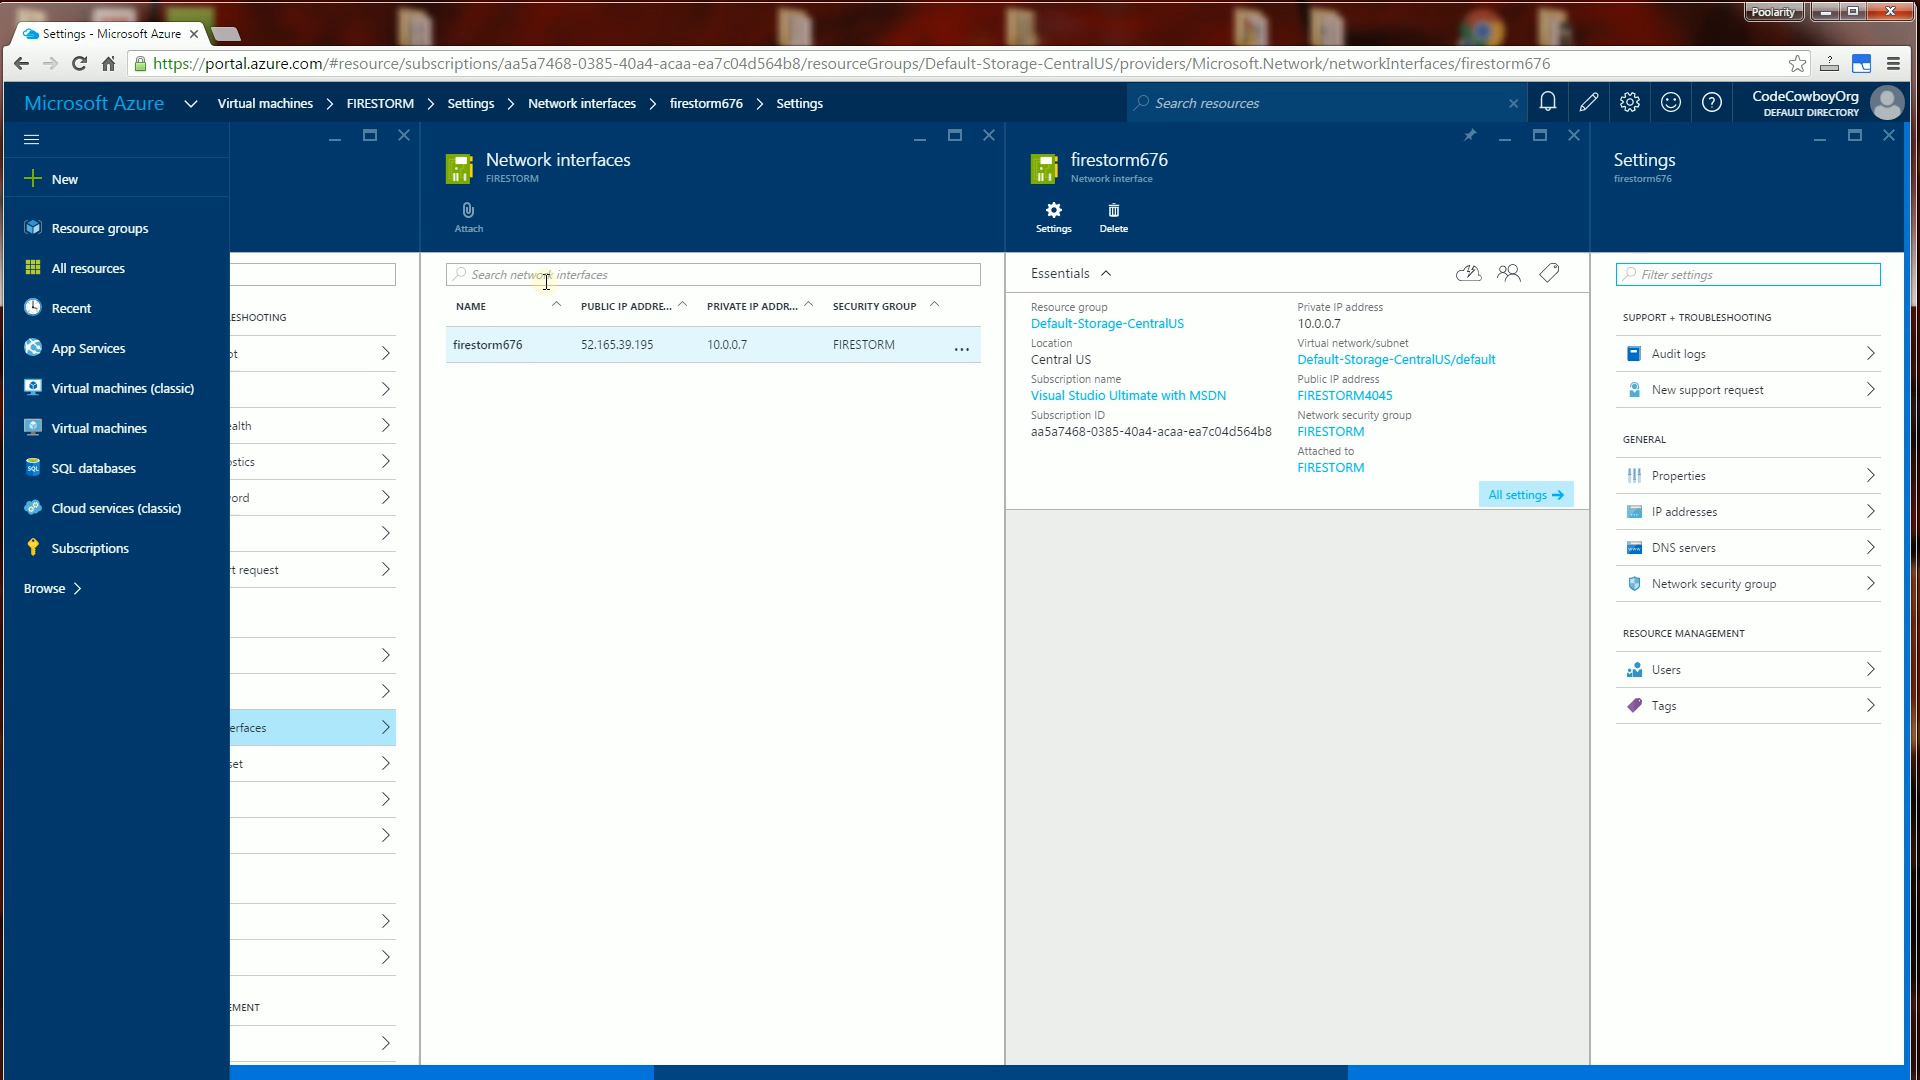 Poolarity
Settings - Microsoft Azure
https://portal.azure.com/#resource/subscriptions/aa5a7468-0385-40a4-acaa-ea7c04d564b8/resourceGroups/Default-Storage-CentralUS/providers/Microsoft.Network/networkInterfaces/firestorm676
Microsoft Azure
Virtual machines > FIRESTORM > Settings > Network interfaces > firestorm676 > Settings
Search resources
CodeCowboyOrg
DEFAULT DIRECTORY
New
Resource groups
All resources
Recent
App Services
Virtual machines (classic)
Virtual machines
SQL databases
Cloud services (classic)
Subscriptions
Browse >
ESHOOTING
ot
alth
stics
ord
rt request
erfaces
set
EMENT
Network interfaces
FIRESTORM
Attach
Search network interfaces
NAME
PUBLIC IP ADDRE...
PRIVATE IP ADDR...
SECURITY GROUP
firestorm676
52.165.39.195
10.0.0.7
FIRESTORM
...
firestorm676
Network interface
Settings
Delete
Essentials
Resource group
Default-Storage-CentralUS
Location
Central US
Subscription name
Visual Studio Ultimate with MSDN
Subscription ID
aa5a7468-0385-40a4-acaa-ea7c04d564b8
Private IP address
10.0.0.7
Virtual network/subnet
Default-Storage-CentralUS/default
Public IP address
FIRESTORM4045
Network security group
FIRESTORM
Attached to
FIRESTORM
All settings →
Settings
firestorm676
Filter settings
SUPPORT + TROUBLESHOOTING
Audit logs
New support request
GENERAL
Properties
IP addresses
DNS servers
Network security group
RESOURCE MANAGEMENT
Users
Tags